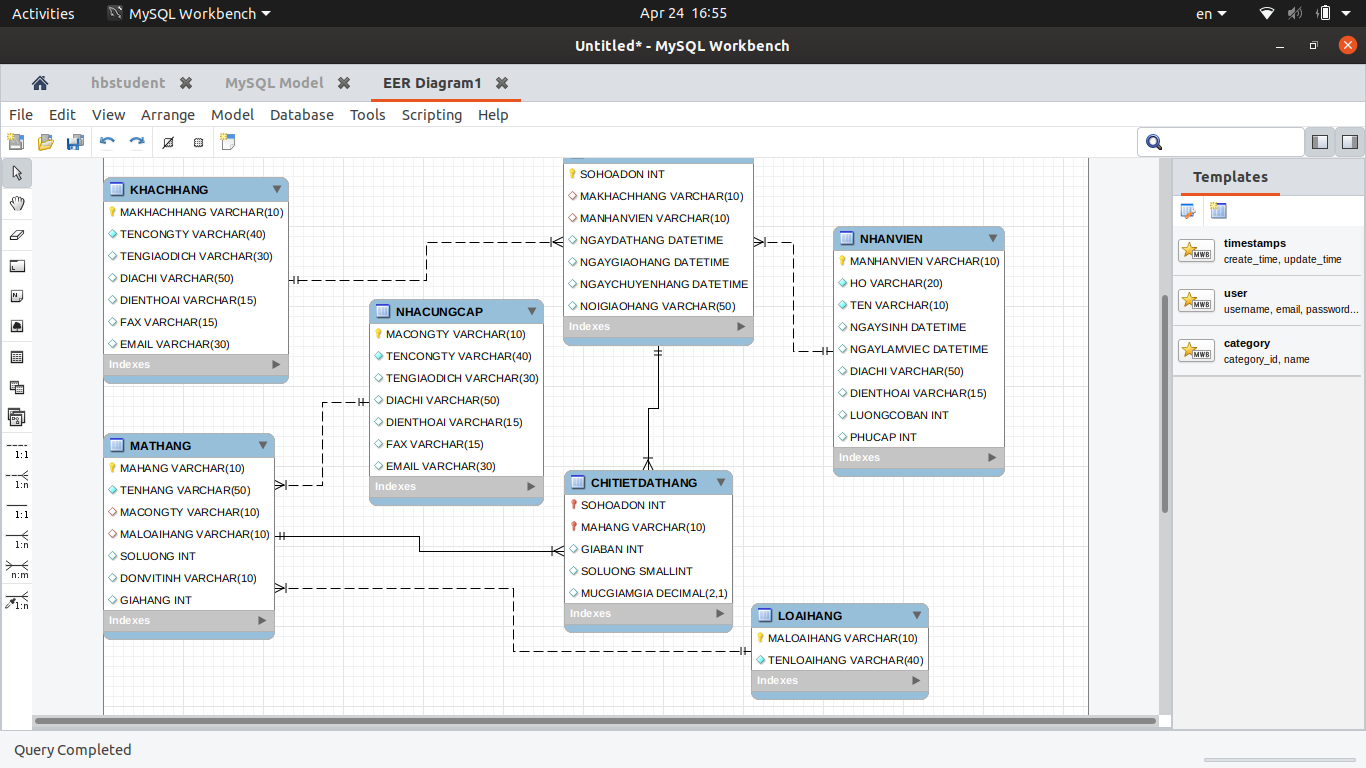 Activities
MySQL Workbench
Apr 24 16:55
en
Untitled* - MySQL Workbench
hbstudent
MySQL Model
EER Diagram1
File Edit View Arrange Model Database Tools Scripting Help
KHACHHANG
MAKHACHHANG VARCHAR(10)
TENCONGTY VARCHAR(40)
TENGIAODICH VARCHAR(30)
DIACHI VARCHAR(50)
DIENTHOAI VARCHAR(15)
FAX VARCHAR(15)
EMAIL VARCHAR(30)
Indexes
SOHOADON INT
MAKHACHHANG VARCHAR(10)
MANHANVIEN VARCHAR(10)
NGAYDATHANG DATETIME
NGAYGIAOHANG DATETIME
NGAYCHUYENHANG DATETIME
NOIGIAOHANG VARCHAR(50)
Indexes
NHANVIEN
MANHANVIEN VARCHAR(10)
HO VARCHAR(20)
TEN VARCHAR(10)
NGAYSINH DATETIME
NGAYLAMVIEC DATETIME
DIACHI VARCHAR(50)
DIENTHOAI VARCHAR(15)
LUONGCOBAN INT
PHUCAP INT
Indexes
NHACUNGCAP
MACONGTY VARCHAR(10)
TENCONGTY VARCHAR(40)
TENGIAODICH VARCHAR(30)
DIACHI VARCHAR(50)
DIENTHOAI VARCHAR(15)
FAX VARCHAR(15)
EMAIL VARCHAR(30)
Indexes
MATHANG
MAHANG VARCHAR(10)
TENHANG VARCHAR(50)
MACONGTY VARCHAR(10)
MALOAIHANG VARCHAR(10)
SOLUONG INT
DONVITINH VARCHAR(10)
GIAHANG INT
Indexes
CHITIETDATHANG
SOHOADON INT
MAHANG VARCHAR(10)
GIABAN INT
SOLUONG SMALLINT
MUCGIAMGIA DECIMAL(2,1)
Indexes
LOAIHANG
MALOAIHANG VARCHAR(10)
TENLOAIHANG VARCHAR(40)
Indexes
1:1
1:n
1:1
1:n
n:m
1:n
Templates
MWB
timestamps
create_time, update_time
MWB
user
username, email, password...
MWB
category
category_id, name
Query Completed